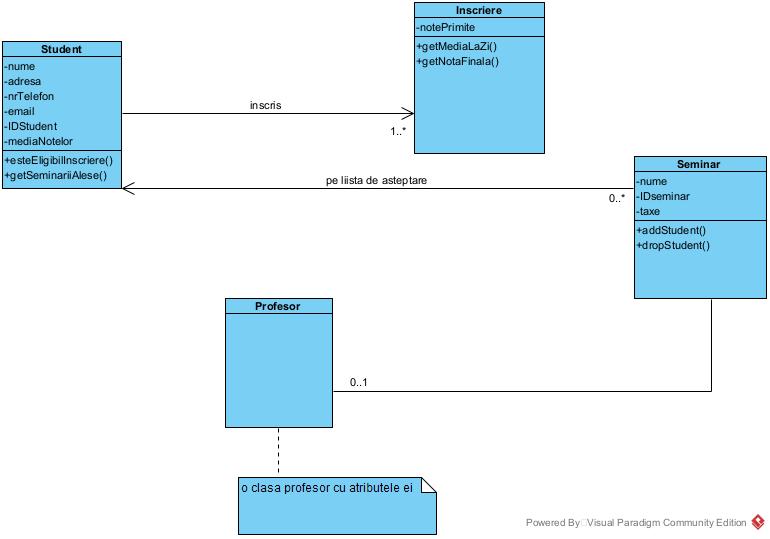 Student
-nume
-adresa
-nrTelefon
-email
-IDStudent
-mediaNotelor
+esteEligibilInscriere()
+getSeminariiAlese()
inscris
1..*
Inscriere
-notePrimite
+getMediaLaZi()
+getNotaFinala()
pe liista de asteptare
0..*
Seminar
-nume
-IDseminar
-taxe
+addStudent()
+dropStudent()
Profesor
0..1
o clasa profesor cu atributele ei
Powered By Visual Paradigm Community Edition